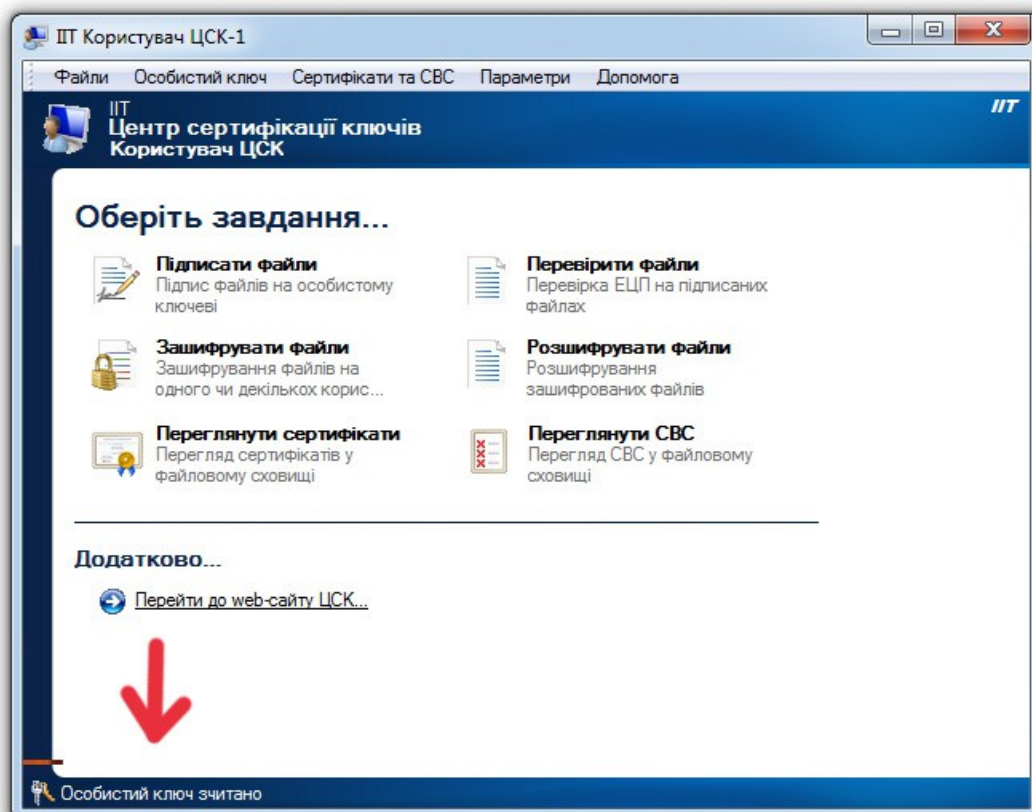 ІІТ Користувач ЦСК-1
Файли Особистий ключ Сертифікати та СВС Параметри Допомога
ІІТ
Центр сертифікації ключів
Користувач ЦСК
ІІТ
Оберіть завдання...
Підписати файли
Підпис файлів на особистому
ключеві
Перевірити файли
Перевірка ЕЦП на підписаних
файлах
Зашифрувати файли
Зашифрування файлів на
одного чи декількох корис...
Розшифрувати файли
Розшифрування
зашифрованих файлів
Переглянути сертифікати
Перегляд сертифікатів у
файловому сховищі
Переглянути СВС
Перегляд СВС у файловому
сховищі
Додатково...
Перейти до web-сайту ЦСК...
Особистий ключ зчитано